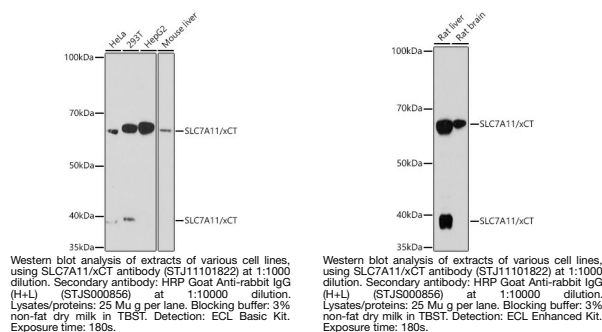 HeLa
293T
HepG2
Mouse liver
100kDa
70kDa
SLC7A11/xCT
50kDa
40kDa
SLC7A11/xCT
35kDa
Western blot analysis of extracts of various cell lines,
using SLC7A11/xCT antibody (STJ11101822) at 1:1000
dilution. Secondary antibody: HRP Goat Anti-rabbit IgG
(H+L) (STJS000856) at 1:10000 dilution.
Lysates/proteins: 25 Mu g per lane. Blocking buffer: 3%
non-fat dry milk in TBST. Detection: ECL Basic Kit.
Exposure time: 180s.
Rat liver
Rat brain
100kDa
70kDa
SLC7A11/xCT
50kDa
40kDa
SLC7A11/xCT
35kDa
Western blot analysis of extracts of various cell lines,
using SLC7A11/xCT antibody (STJ11101822) at 1:1000
dilution. Secondary antibody: HRP Goat Anti-rabbit IgG
(H+L) (STJS000856) at 1:10000 dilution.
Lysates/proteins: 25 Mu g per lane. Blocking buffer: 3%
non-fat dry milk in TBST. Detection: ECL Enhanced Kit.
Exposure time: 180s.